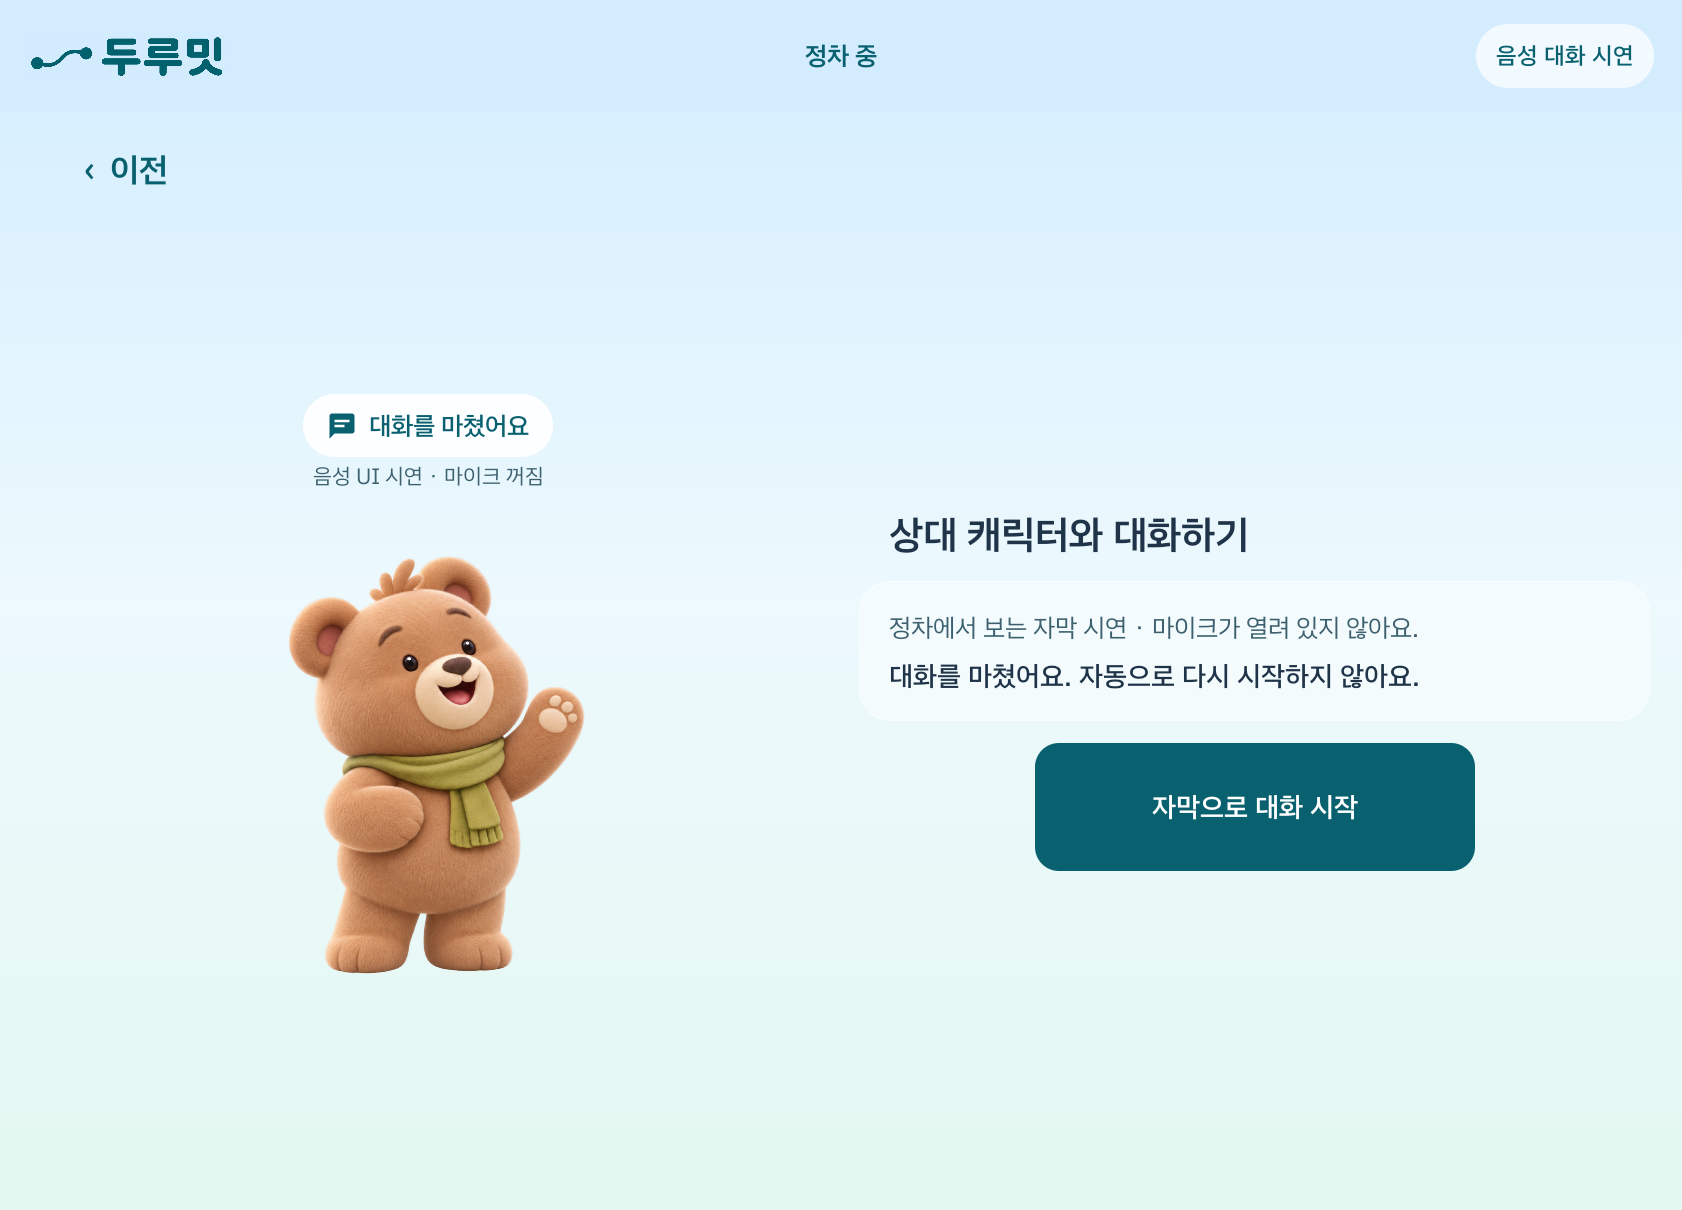 두루밋
정차 중
음성 대화 시연
‹ 이전
대화를 마쳤어요
음성 UI 시연 · 마이크 꺼짐
상대 캐릭터와 대화하기
정차에서 보는 자막 시연 · 마이크가 열려 있지 않아요.
대화를 마쳤어요. 자동으로 다시 시작하지 않아요.
자막으로 대화 시작